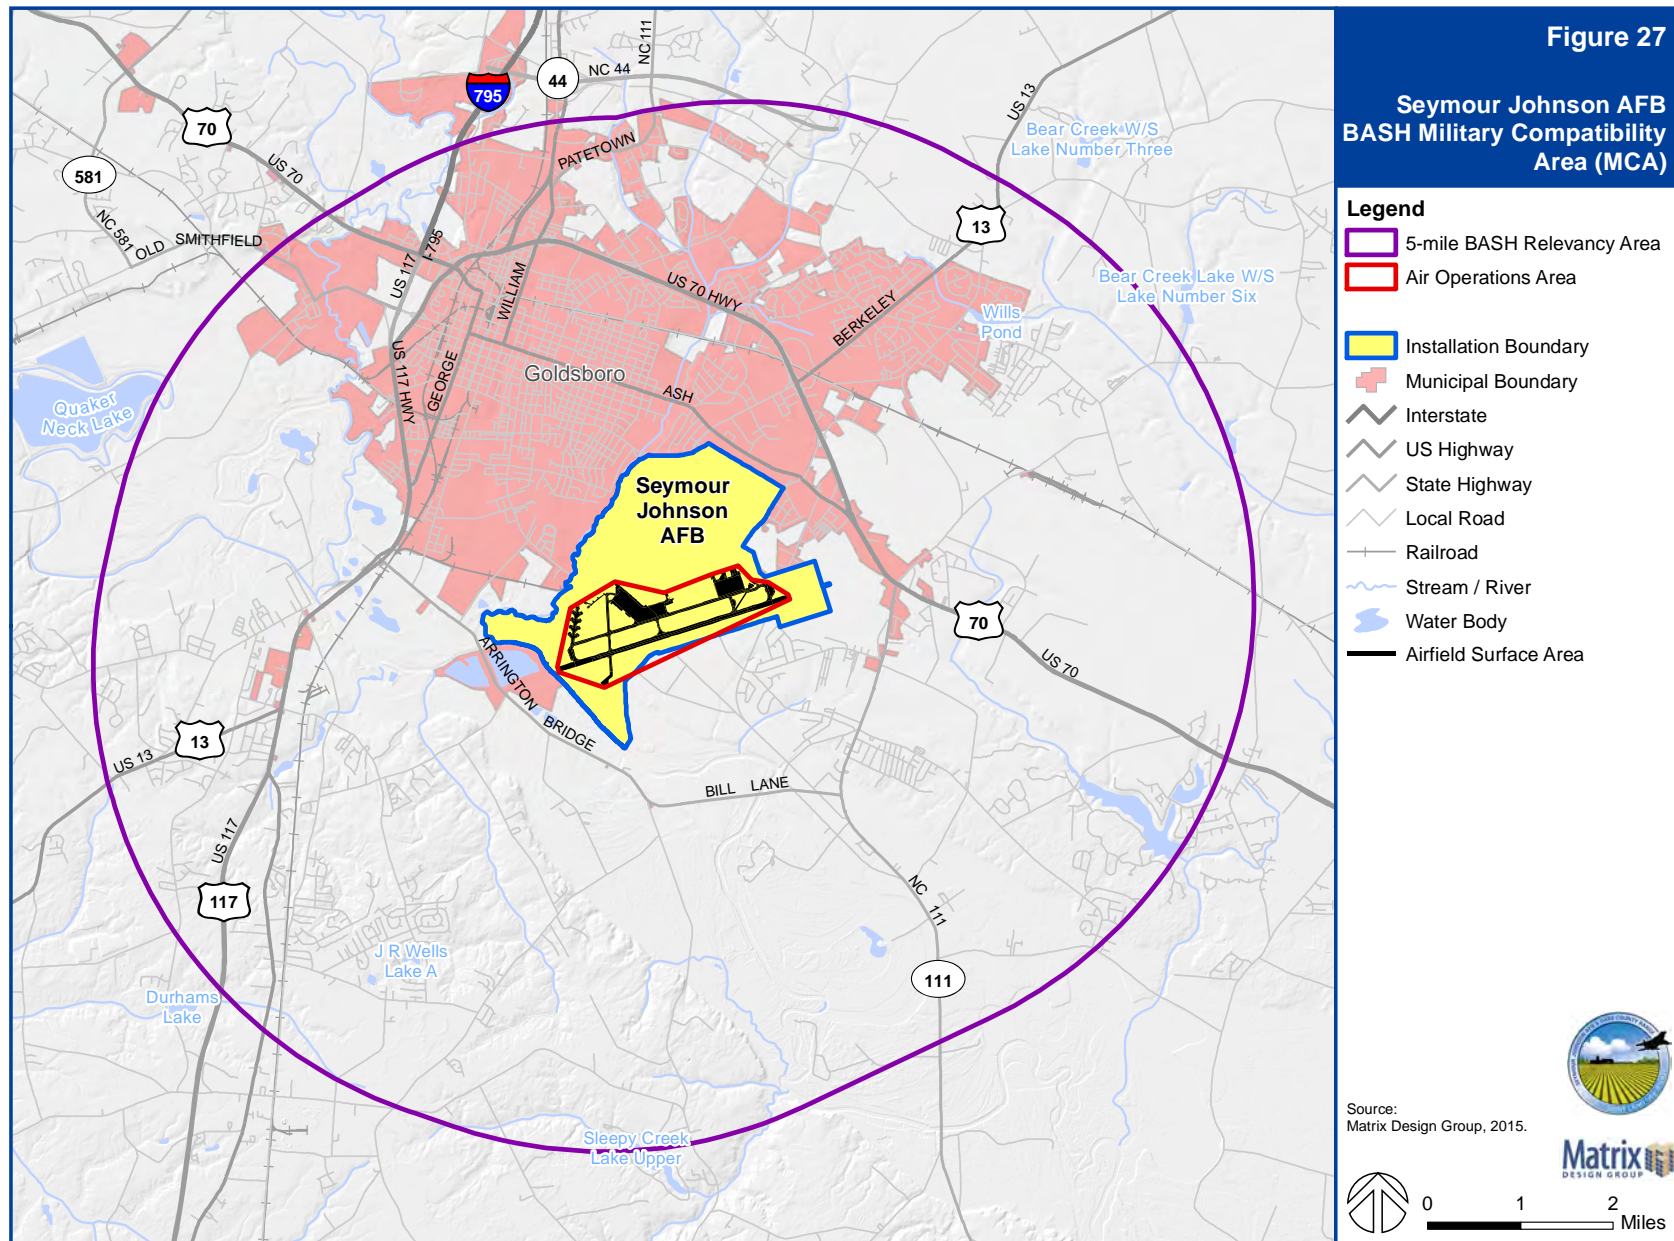 Figure 27
Seymour Johnson AFB
BASH Military Compatibility
Area (MCA)
Legend
5-mile BASH Relevancy Area
Air Operations Area
Installation Boundary
Municipal Boundary
Interstate
US Highway
State Highway
Local Road
Railroad
Stream / River
Water Body
Airfield Surface Area
Source:
Matrix Design Group, 2015.
Matrix
DESIGN GROUP
0 1 2
Miles
NC 111
44
NC 44
795
70
US 70
581
NC 581
OLD SMITHFIELD
PATETOWN
US 13
Bear Creek W/S
Lake Number Three
13
Bear Creek Lake W/S
Lake Number Six
Wills
Pond
I-795
US 117
WILLIAM
US 70 HWY
BERKELEY
US 117 HWY
GEORGE
Goldsboro
ASH
Quaker
Neck Lake
Seymour
Johnson
AFB
70
US 70
ARRINGTON BRIDGE
BILL LANE
13
US 13
US 117
117
NC 111
111
J R Wells
Lake A
Durhams
Lake
Sleepy Creek
Lake Upper